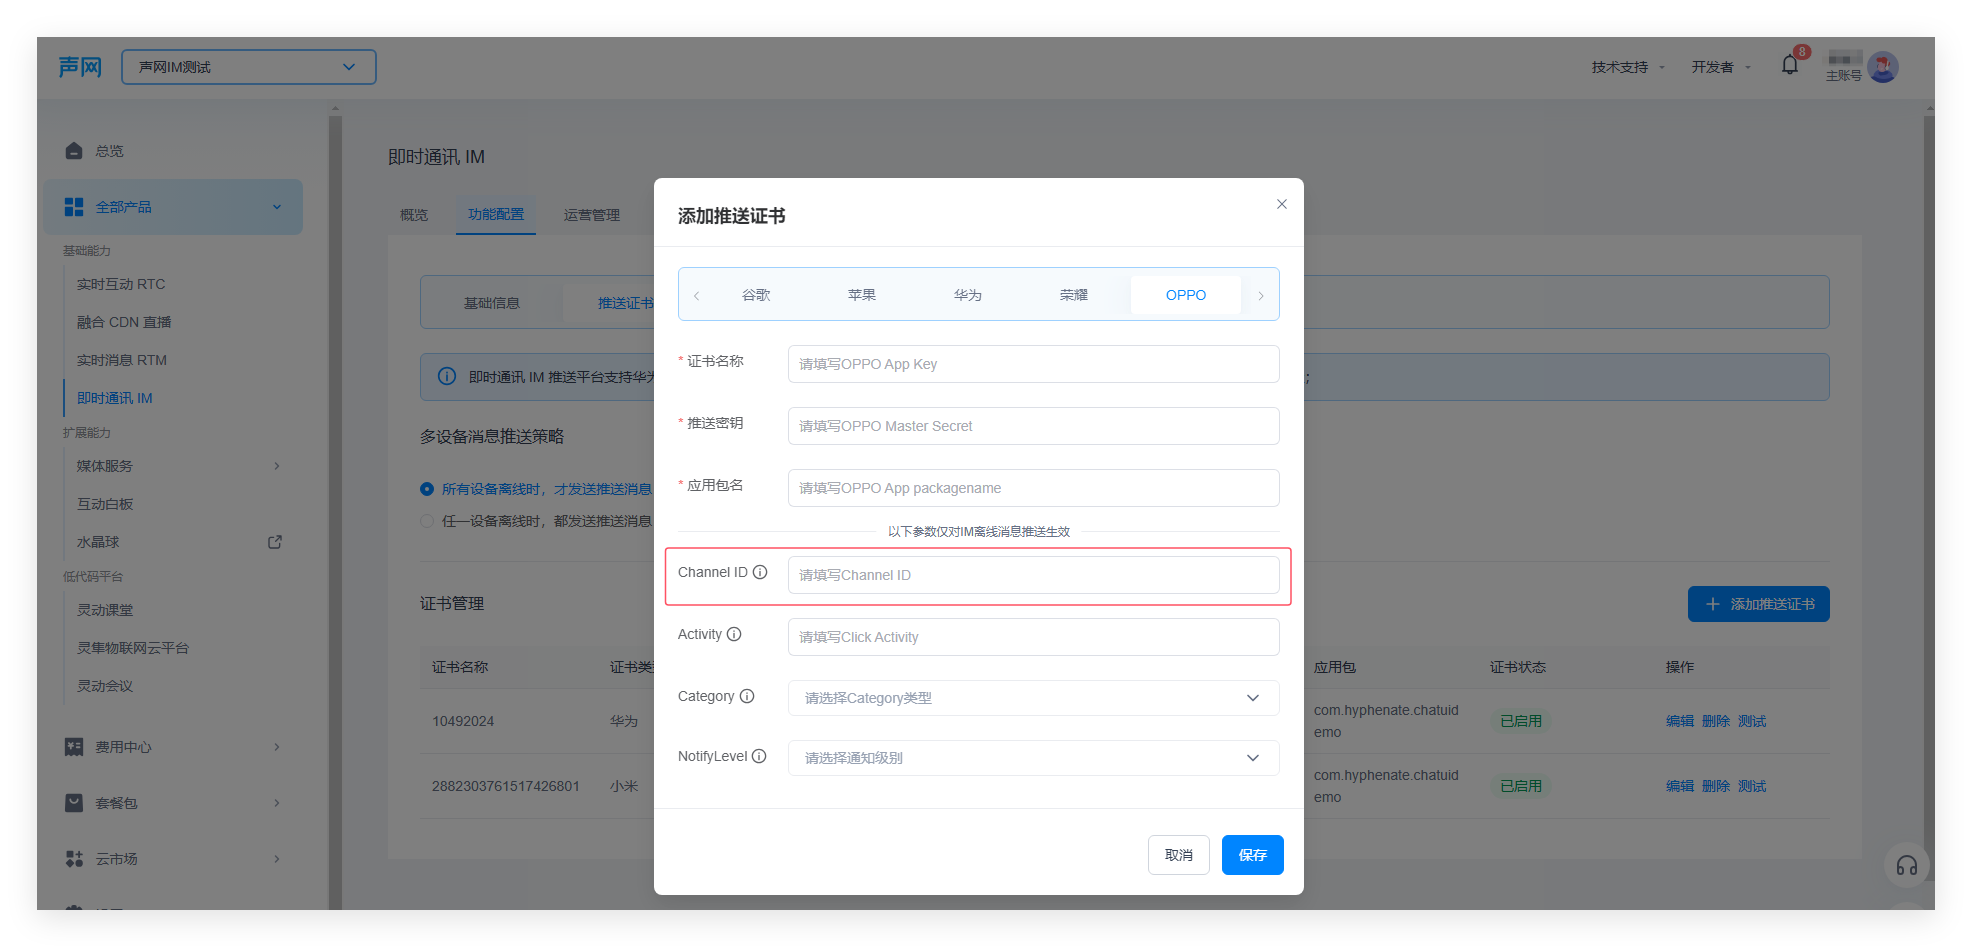 声网
声网IM测试
技术支持
开发者
8
主账号
总览
全部产品
基础能力
实时互动 RTC
融合 CDN 直播
实时消息 RTM
即时通讯 IM
扩展能力
媒体服务
互动白板
水晶球
低代码平台
灵动课堂
灵隼物联网云平台
灵动会议
费用中心
套餐包
云市场
即时通讯 IM
概览
功能配置
运营管理
基础信息
推送证书
即时通讯 IM 推送平台支持华
;
多设备消息推送策略
所有设备离线时，才发送推送消息
任一设备离线时，都发送推送消息
证书管理
添加推送证书
证书名称
证书类
应用包
证书状态
操作
10492024
华为
com.hyphenate.chatuid
emo
已启用
编辑 删除 测试
2882303761517426801
小米
com.hyphenate.chatuid
emo
已启用
编辑 删除 测试
添加推送证书
谷歌
苹果
华为
荣耀
OPPO
* 证书名称
请填写OPPO App Key
* 推送密钥
请填写OPPO Master Secret
* 应用包名
请填写OPPO App packagename
以下参数仅对IM离线消息推送生效
Channel ID
请填写Channel ID
Activity
请填写Click Activity
Category
请选择Category类型
NotifyLevel
请选择通知级别
取消
保存